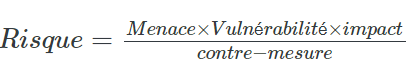 Risque = Menace×Vulnérabilité×impact / contre−mesure